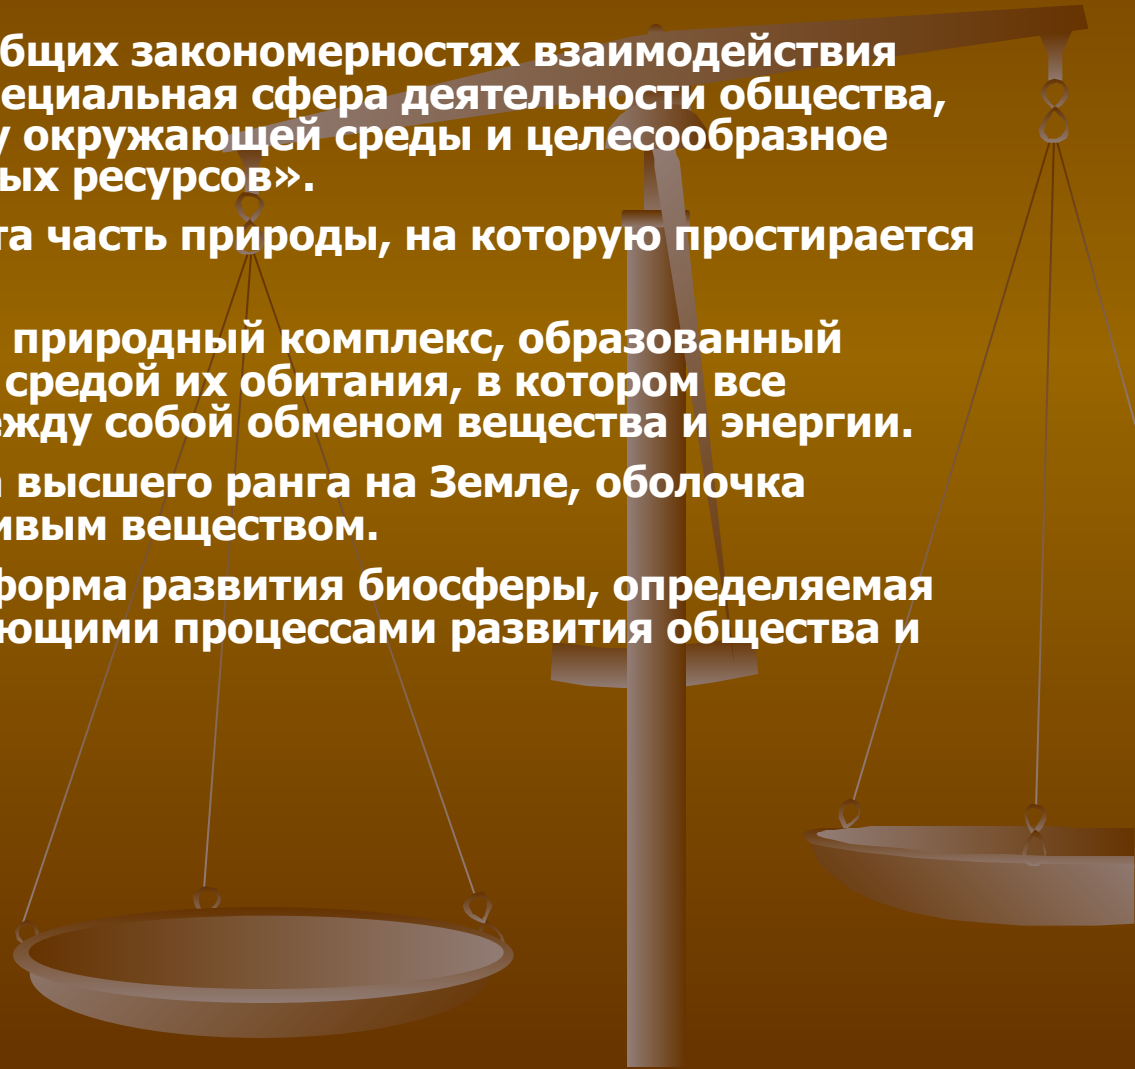 бщих закономерностях взаимодействия
пециальная сфера деятельности общества,
у окружающей среды и целесообразное
ых ресурсов».
та часть природы, на которую простирается
природный комплекс, образованный
средой их обитания, в котором все
ежду собой обменом вещества и энергии.
высшего ранга на Земле, оболочка
ивым веществом.
форма развития биосферы, определяемая
ющими процессами развития общества и